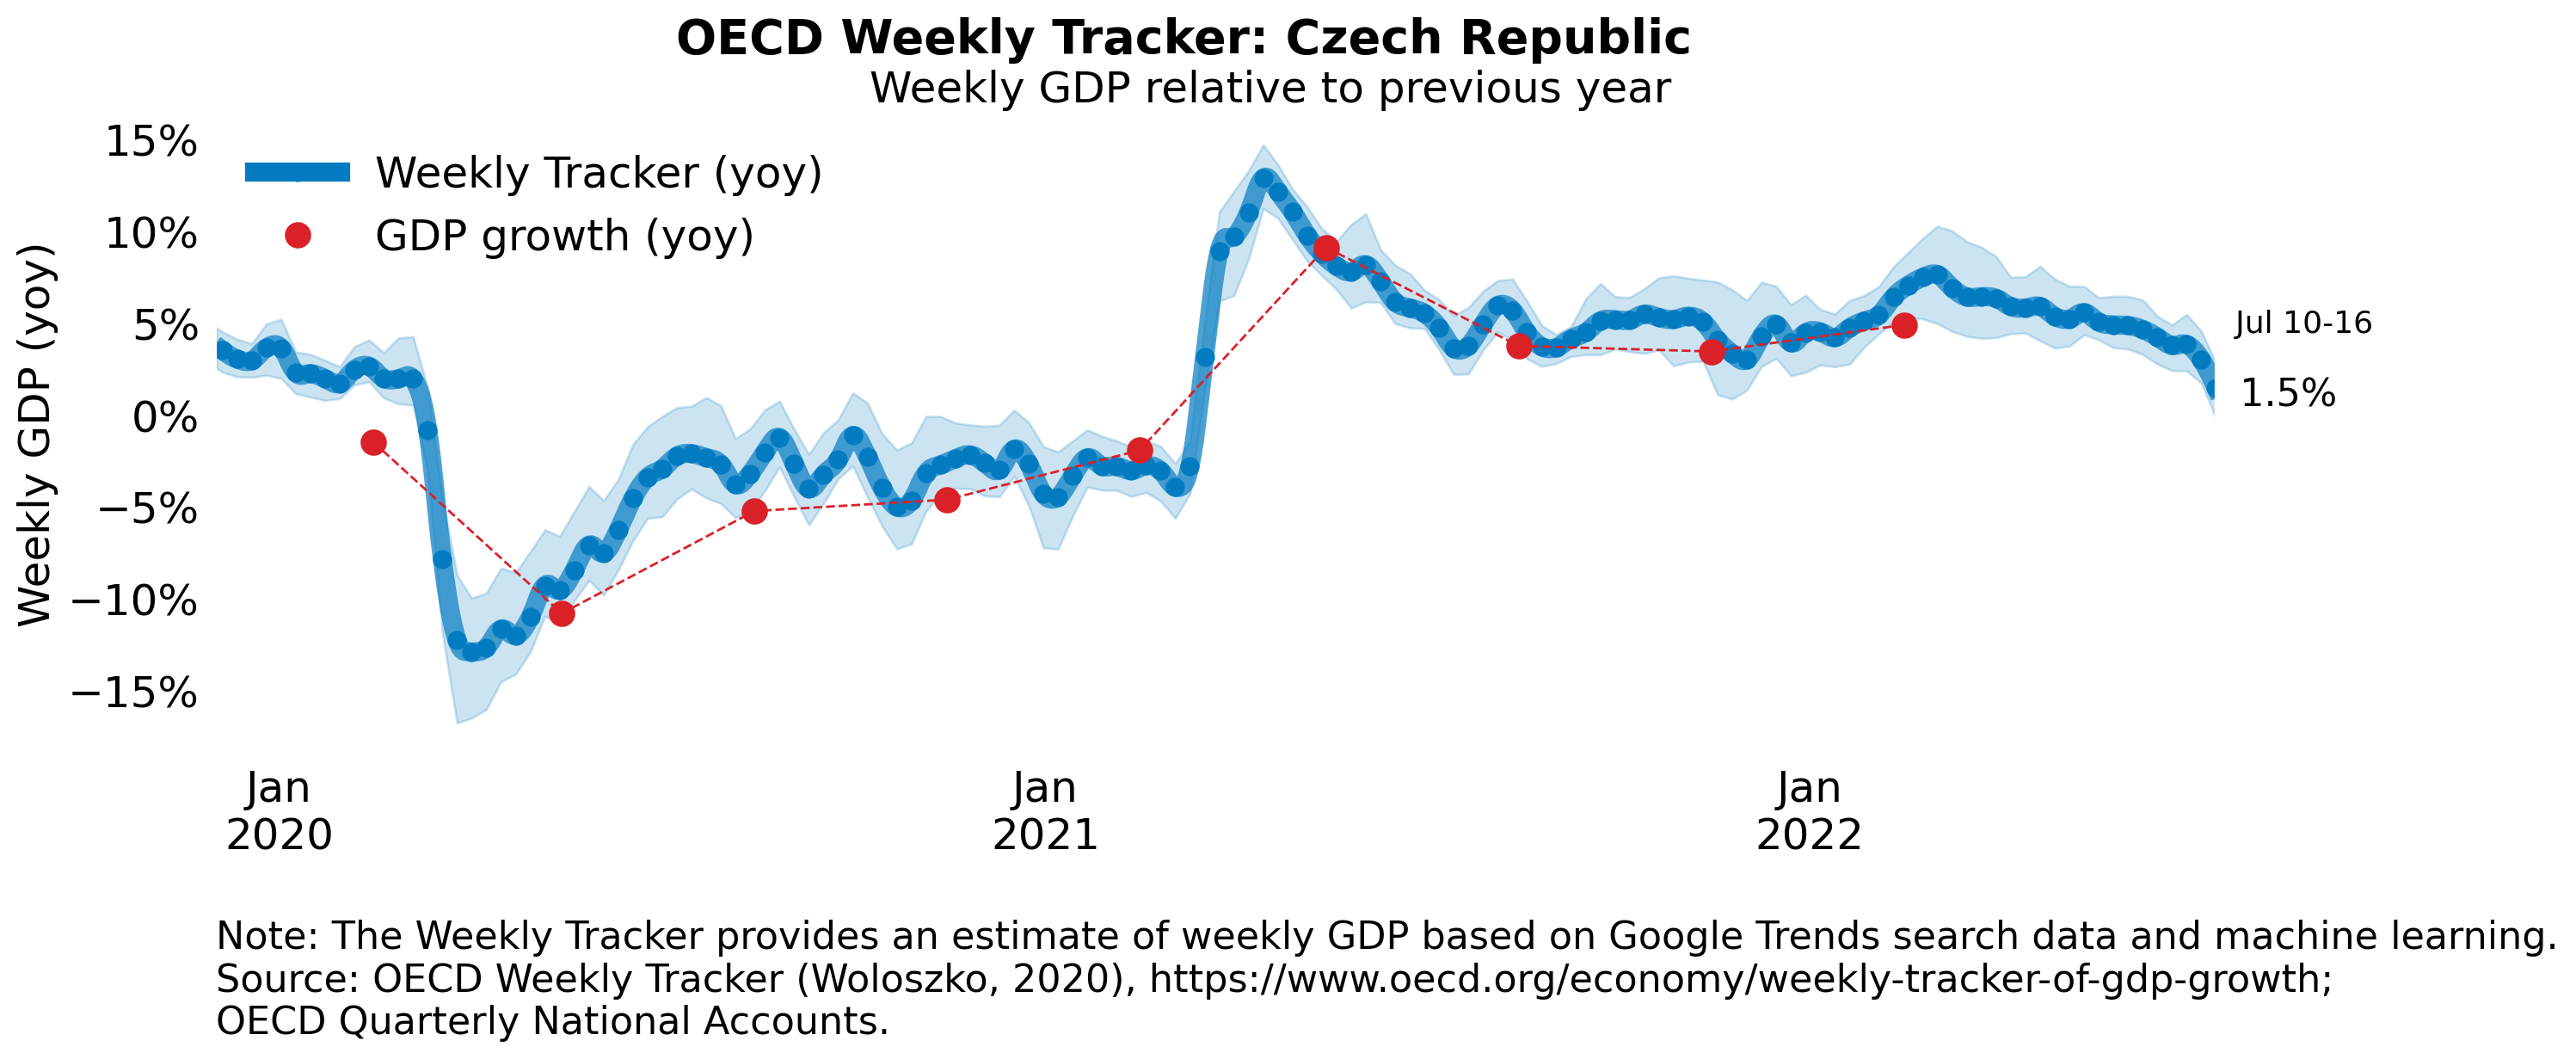 OECD Weekly Tracker: Czech Republic
Weekly GDP relative to previous year
Weekly GDP (yoy)
15%
10%
5%
0%
−5%
−10%
−15%
Weekly Tracker (yoy)
GDP growth (yoy)
Jul 10-16
1.5%
Jan
2020
Jan
2021
Jan
2022
Note: The Weekly Tracker provides an estimate of weekly GDP based on Google Trends search data and machine learning.
Source: OECD Weekly Tracker (Woloszko, 2020), https://www.oecd.org/economy/weekly-tracker-of-gdp-growth;
OECD Quarterly National Accounts.